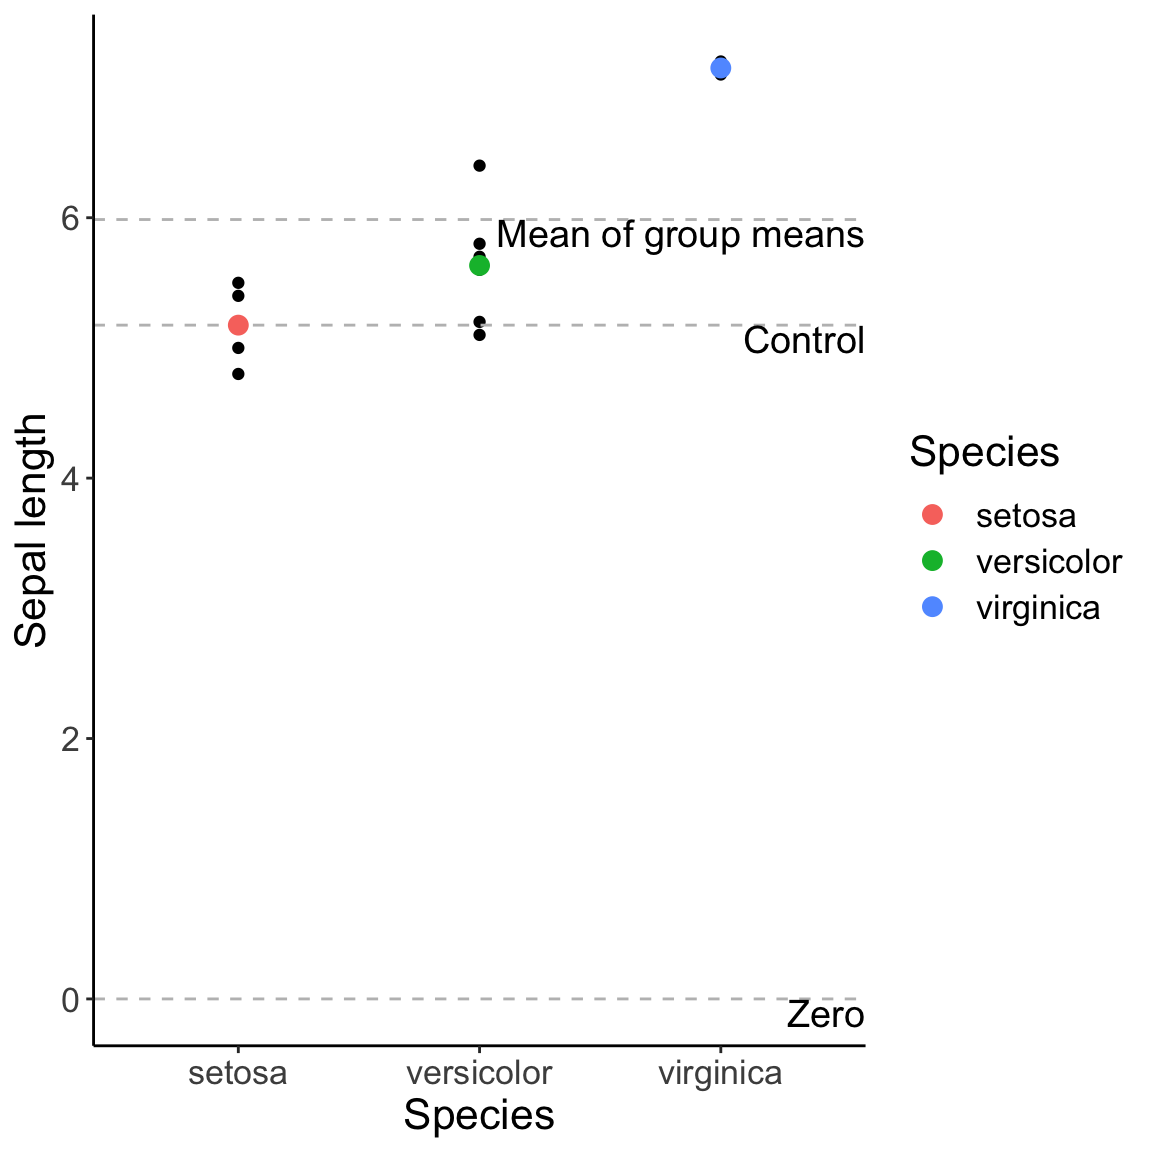 Sepal length
6
4
2
0
Mean of group means
Control
Zero
setosa
versicolor
virginica
Species
Species
setosa
versicolor
virginica